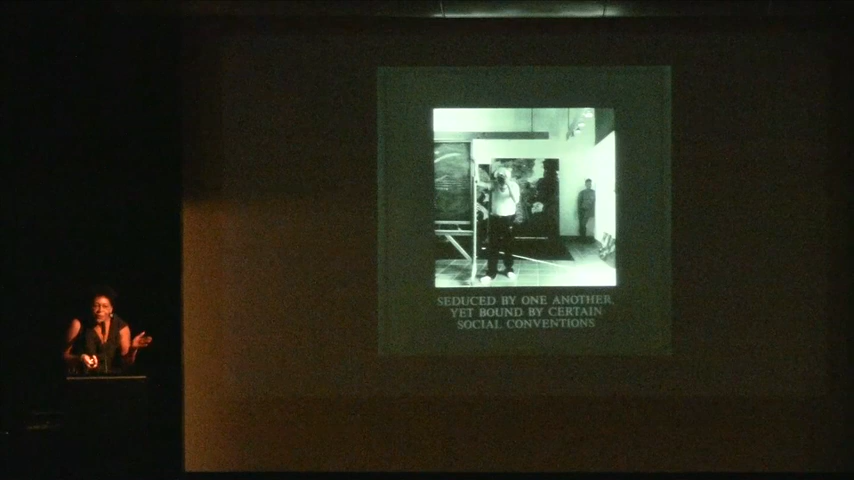 SEDUCED BY ONE ANOTHER,
YET BOUND BY CERTAIN
SOCIAL CONVENTIONS